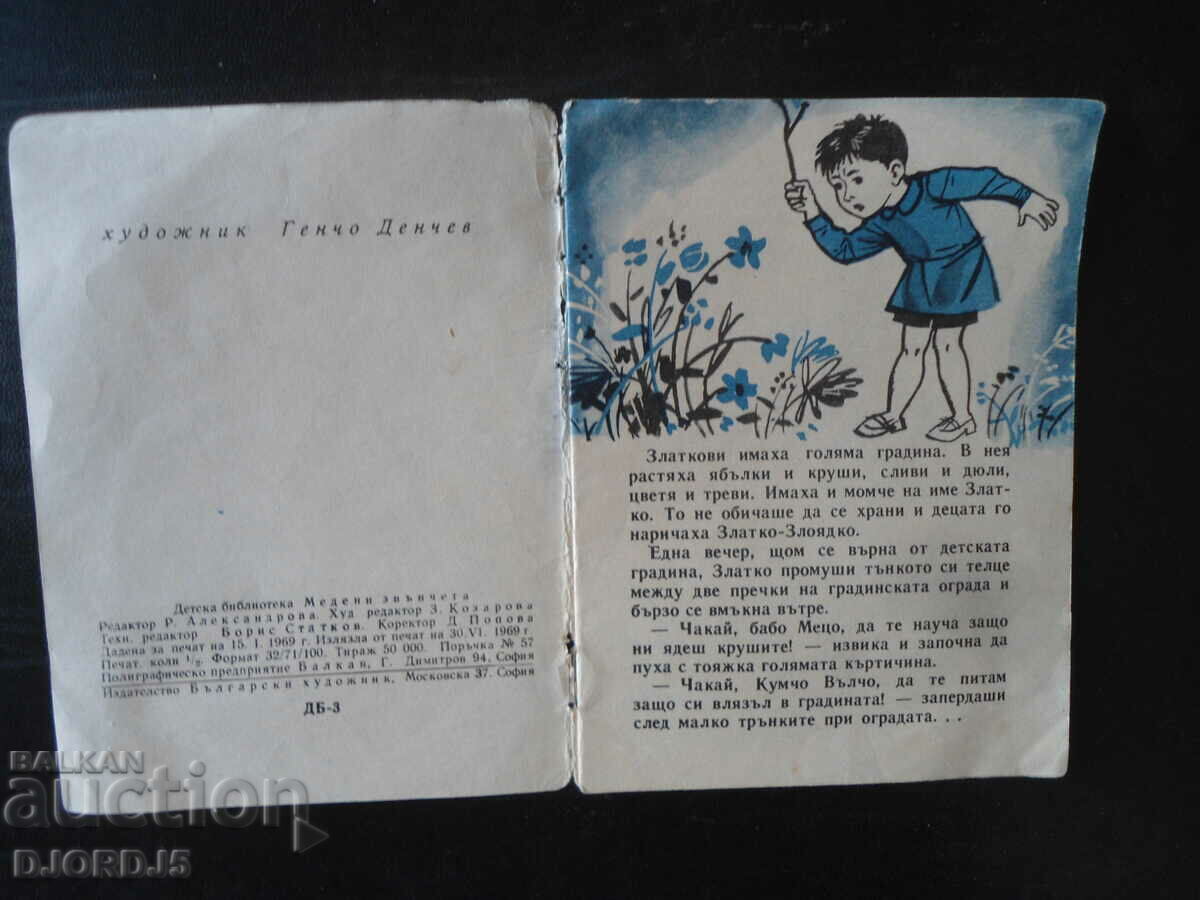 художник Генчо Денчев
Детска библиотека Медени звънчета
Редактор Р. Александрова. Худ. редактор З. Козарова
Техн. редактор Борис Статков. Коректор Д. Попова
Дадена за печат на 15. I. 1969 г. Излязла от печат на 30. VI. 1969 г.
Печат. коли 1/2. Формат 32/71/100. Тираж 50 000. Поръчка № 57
Полиграфическо предприятие Балкан, Г. Димитров 94, София
Издателство Български художник, Московска 37. София
ДБ-3
Златкови имаха голяма градина. В нея
растяха ябълки и круши, сливи и дюли,
цветя и треви. Имаха и момче на име Злат-
ко. То не обичаше да се храни и децата го
наричаха Златко-Злоядко.
Една вечер, щом се върна от детската
градина, Златко промуши тънкото си телце
между две пречки на градинската ограда и
бързо се вмъкна вътре.
— Чакай, бабо Мецо, да те науча защо
ни ядеш крушите! — извика и започна да
пуха с тояжка голямата къртичина.
— Чакай, Кумчо Вълчо, да те питам
защо си влязъл в градината! — запердаши
след малко трънките при оградата. . .
BALKAN
auction
DJORDJ5